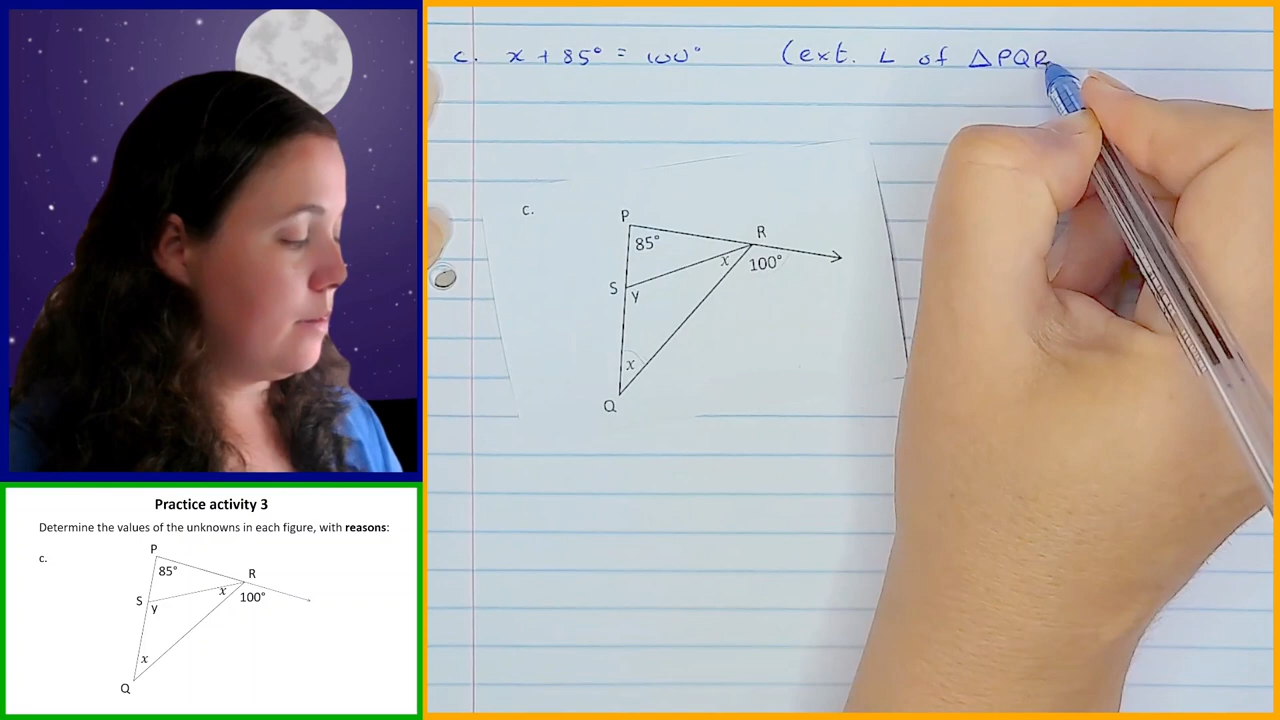 c. x + 85° = 100° (ext. ∠ of △PQR
c.
P
85°
R
x
100°
S
y
x
Q
Practice activity 3
Determine the values of the unknowns in each figure, with reasons:
c.
P
85°
R
x
100°
S
y
x
Q